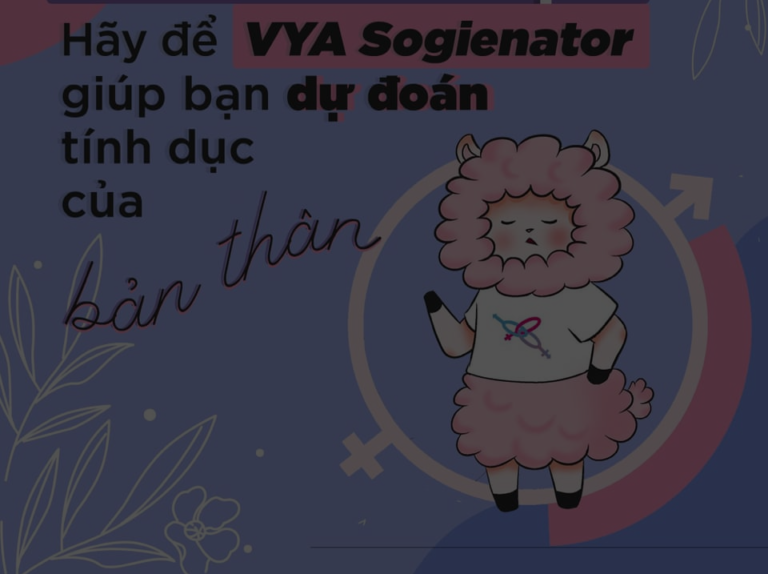 Hãy để VYA Sogienator
giúp bạn dự đoán
tính dục
của
bản thân